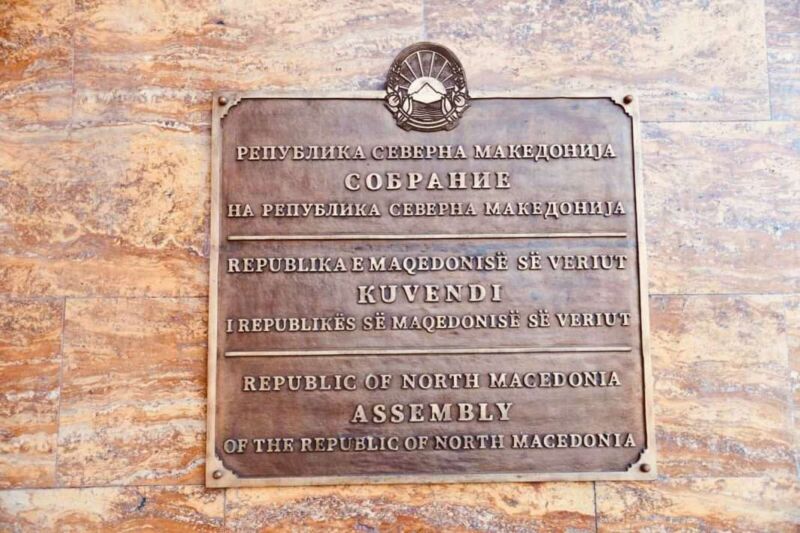 РЕПУБЛИКА СЕВЕРНА МАКЕДОНИЈА
СОБРАНИЕ
НА РЕПУБЛИКА СЕВЕРНА МАКЕДОНИЈА
REPUBLIKA E MAQEDONISË SË VERIUT
KUVENDI
I REPUBLIKËS SË MAQEDONISË SË VERIUT
REPUBLIC OF NORTH MACEDONIA
ASSEMBLY
OF THE REPUBLIC OF NORTH MACEDONIA